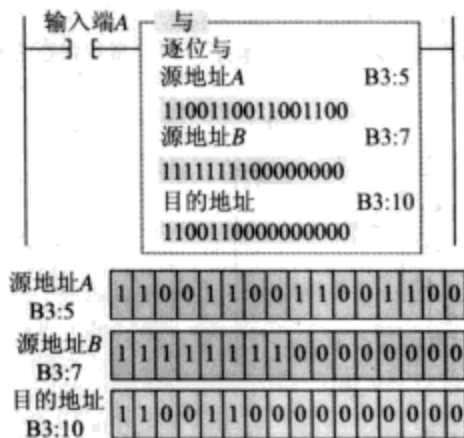 输入端A
与
逐位与
源地址A B3:5
1100110011001100
源地址B B3:7
1111111100000000
目的地址 B3:10
1100110000000000
源地址A
B3:5
1 1 0 0 1 1 0 0 1 1 0 0 1 1 0 0
源地址B
B3:7
1 1 1 1 1 1 1 1 0 0 0 0 0 0 0 0
目的地址
B3:10
1 1 0 0 1 1 0 0 0 0 0 0 0 0 0 0